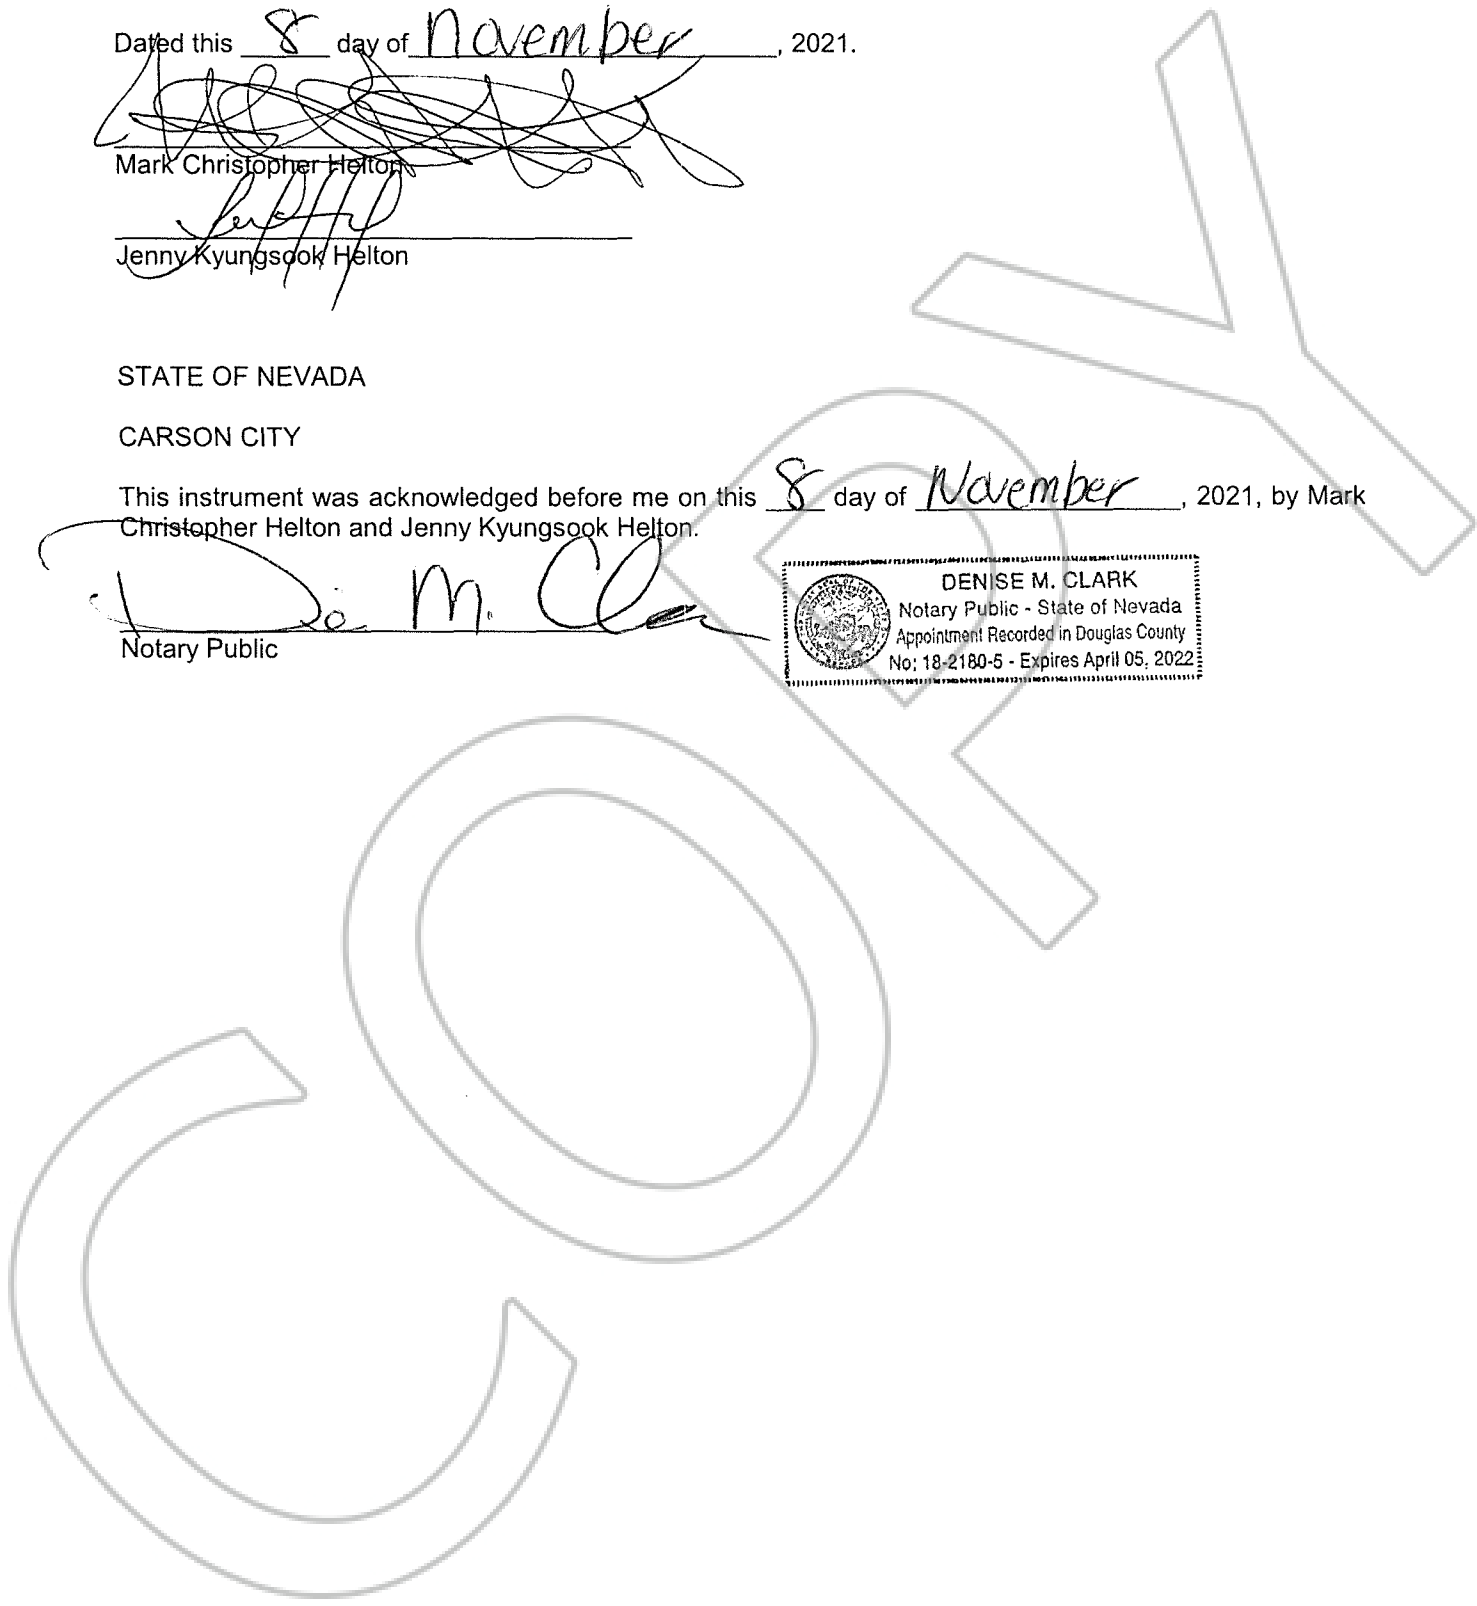 Dated this 8 day of November, 2021.
Mark Christopher Helton
Jenny Kyungsook Helton
STATE OF NEVADA
CARSON CITY
This instrument was acknowledged before me on this 8 day of November, 2021, by Mark
Christopher Helton and Jenny Kyungsook Helton.
Notary Public
DENISE M. CLARK
Notary Public - State of Nevada
Appointment Recorded in Douglas County
No: 18-2180-5 - Expires April 05, 2022
COPY